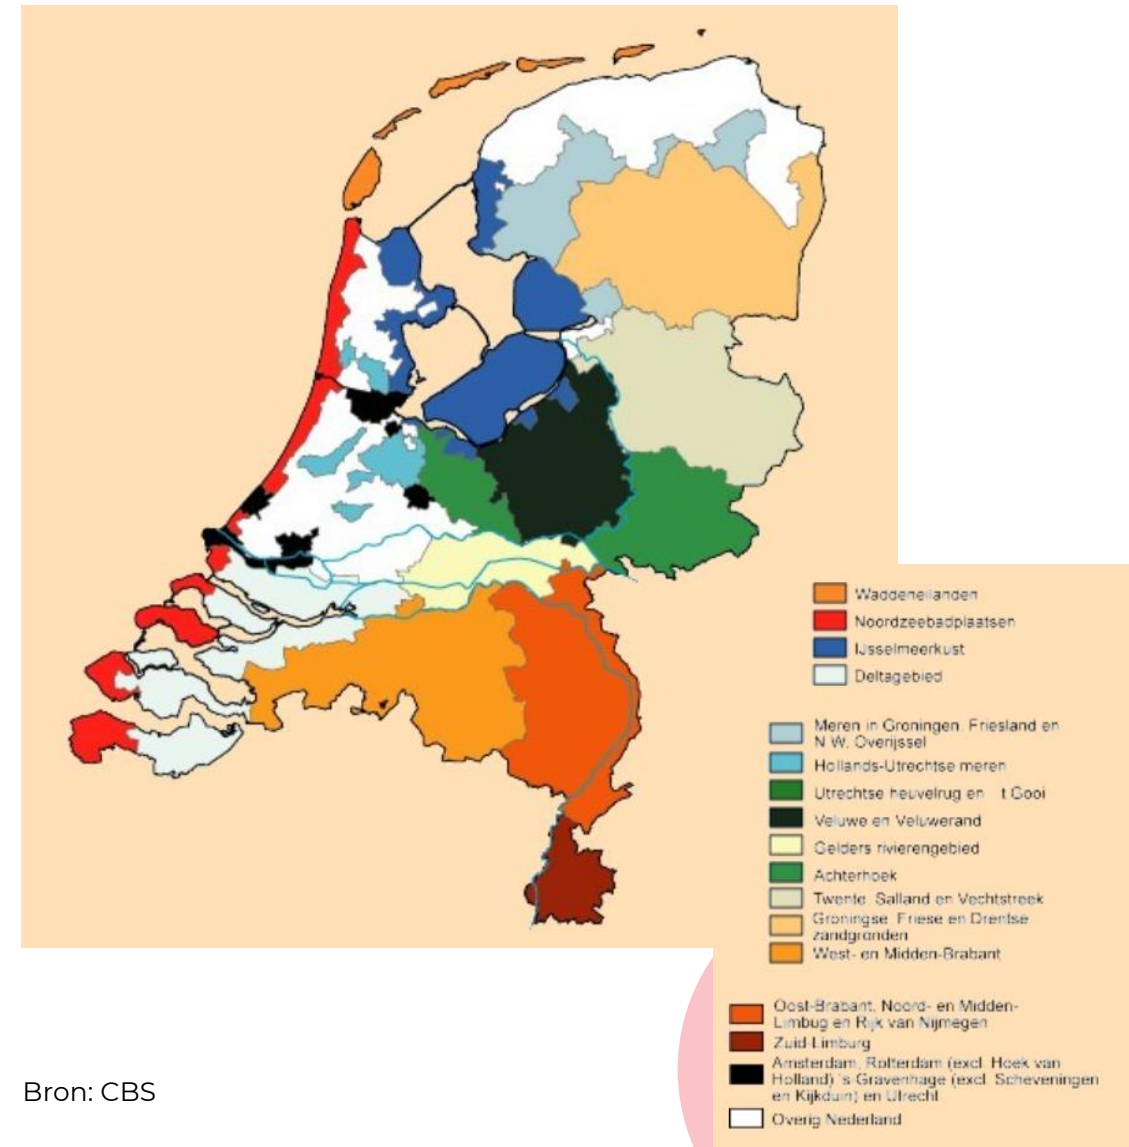 Waddeneilanden
Noordzeebadplaatsen
IJsselmeerkust
Deltagebied
Meren in Groningen, Friesland en
N.W. Overijssel
Hollands-Utrechtse meren
Utrechtse heuvelrug en t Gooi
Veluwe en Veluwerand
Gelders rivierengebied
Achterhoek
Twente, Salland en Vechtstreek
Groningse, Friese en Drentse
zandgronden
West- en Midden-Brabant
Oost-Brabant, Noord- en Midden-
Limbug en Rijk van Nijmegen
Zuid-Limburg
Amsterdam, Rotterdam (excl. Hoek van
Holland) 's-Gravenhage (excl. Scheveningen
en Kijkduin) en Utrecht
Overig Nederland
Bron: CBS